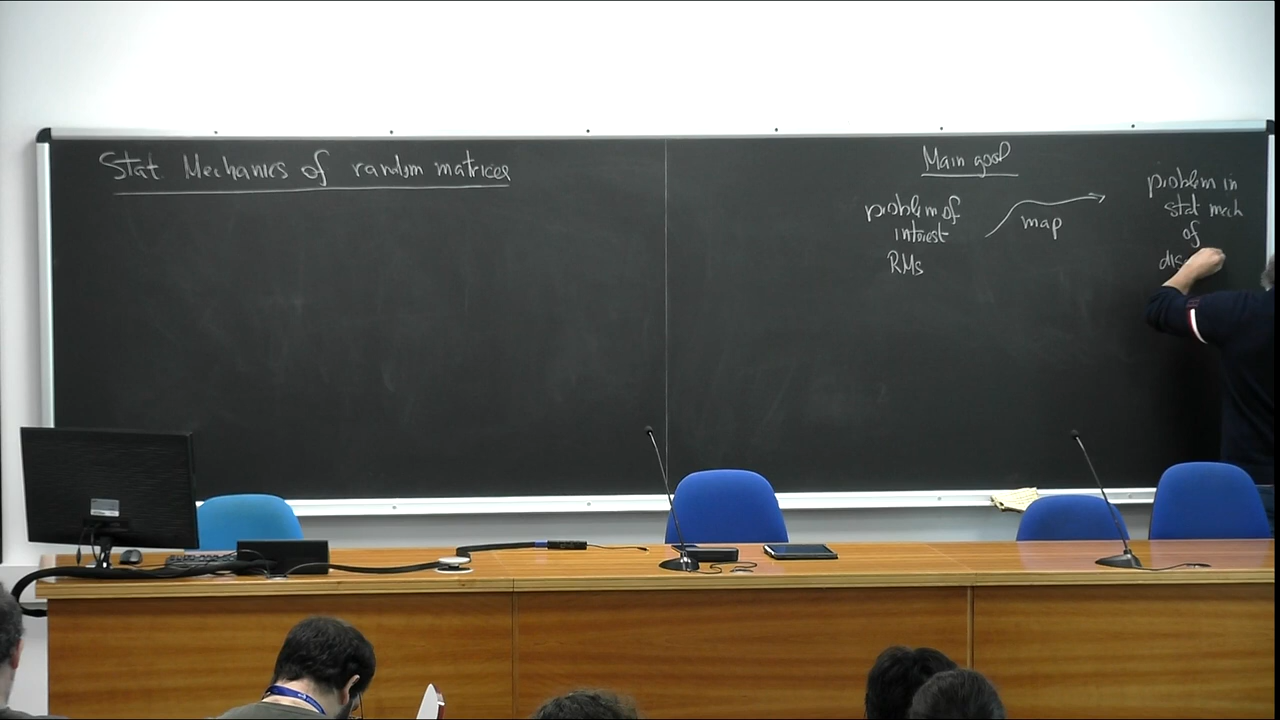 Stat. Mechanics of random matrices
Main goal
problem of
interest
RMs
map
problem in
stat mech
of